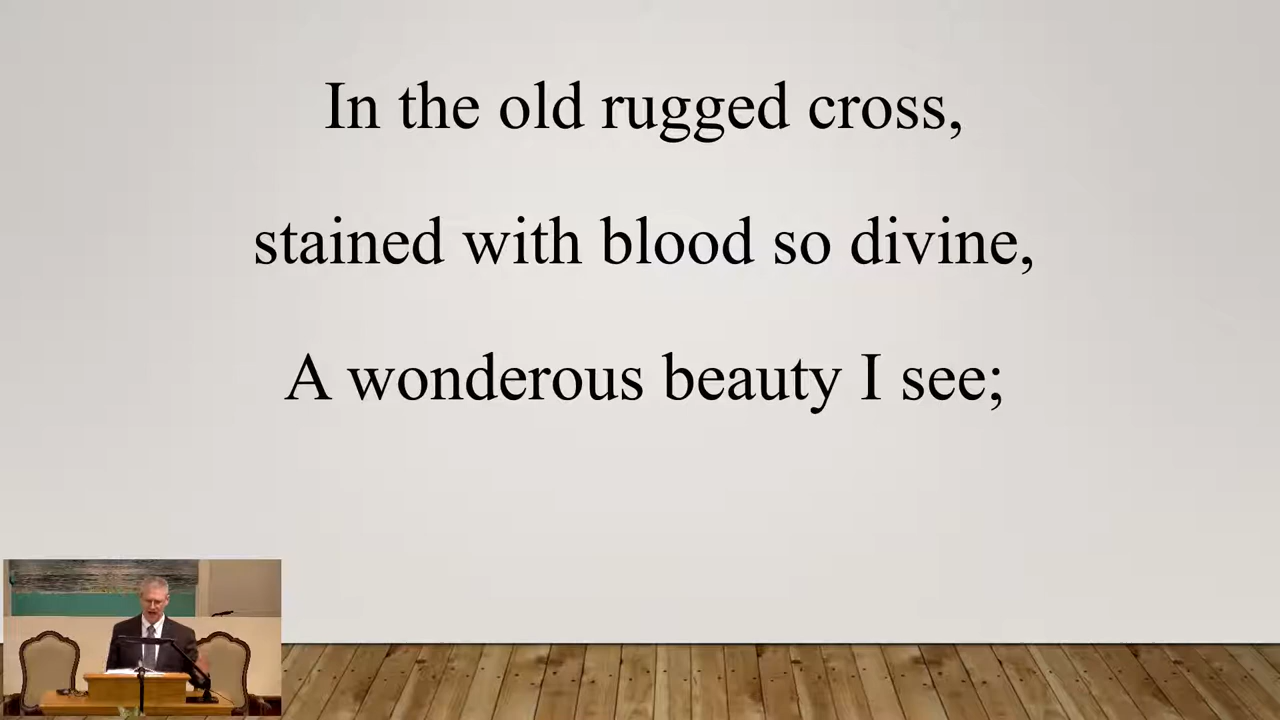 In the old rugged cross,
stained with blood so divine,
A wonderous beauty I see;